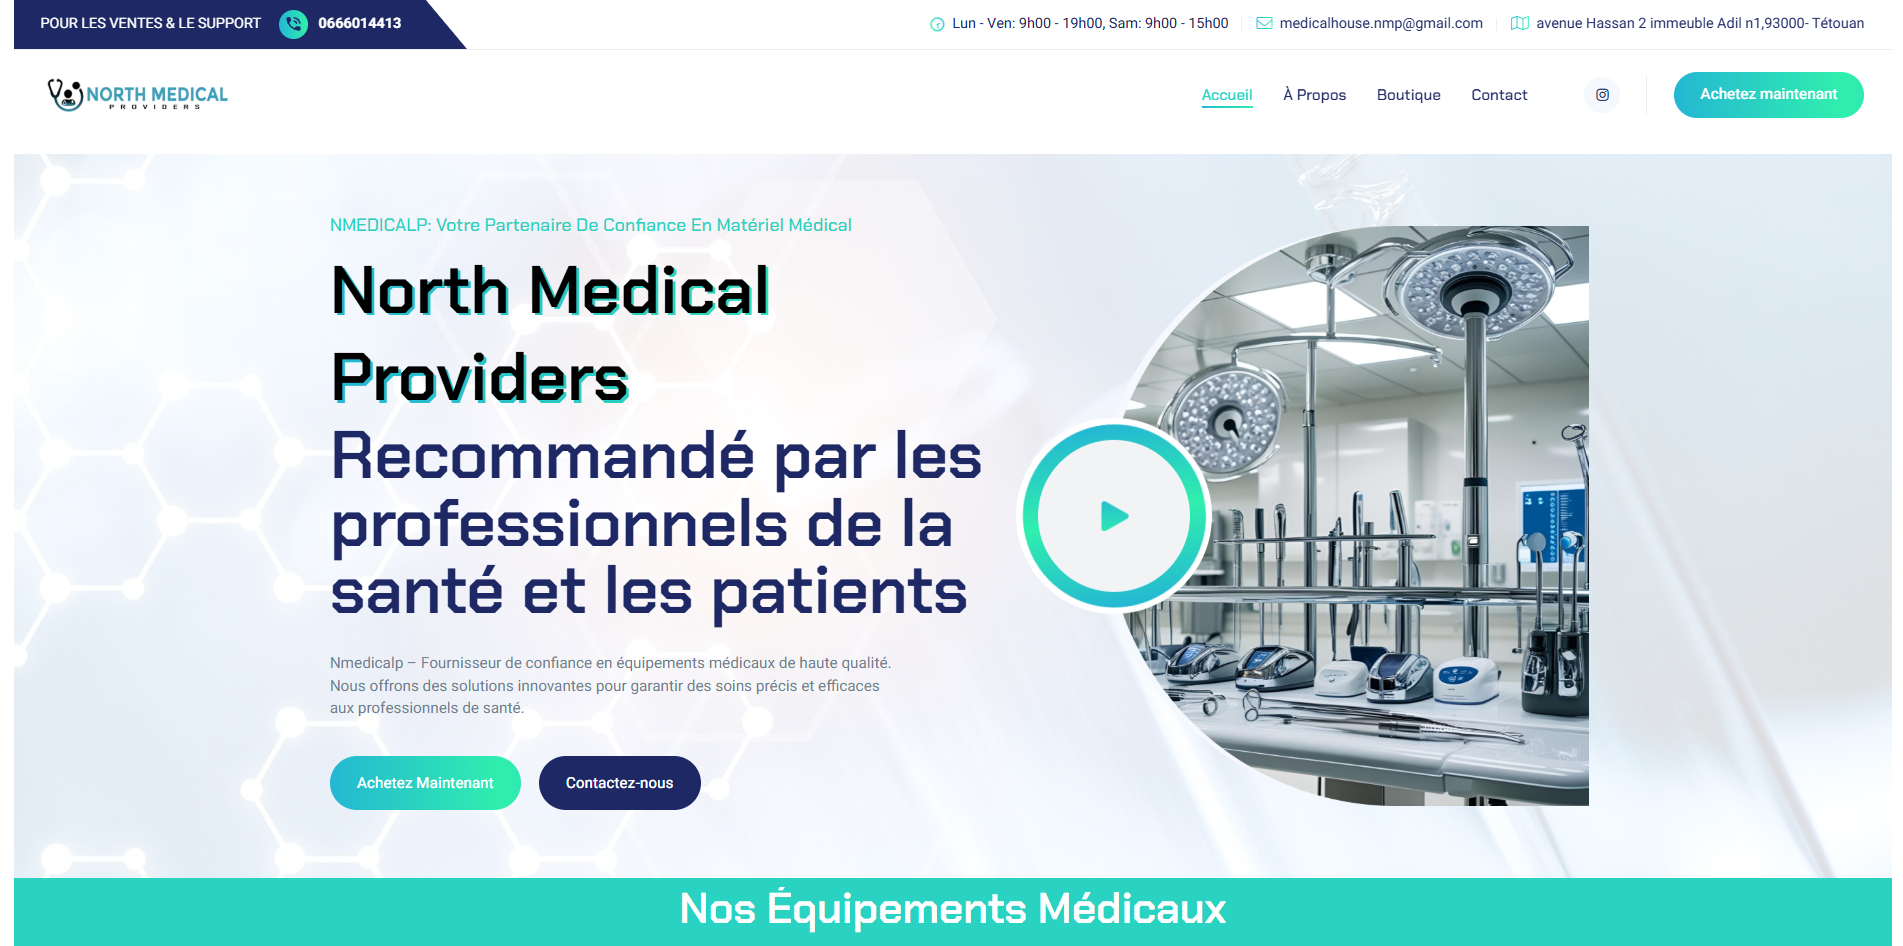 POUR LES VENTES & LE SUPPORT 0666014413
Lun - Ven: 9h00 - 19h00, Sam: 9h00 - 15h00
medicalhouse.nmp@gmail.com
avenue Hassan 2 immeuble Adil n1,93000- Tétouan
NORTH MEDICAL
PROVIDERS
Accueil
À Propos
Boutique
Contact
Achetez maintenant
NMEDICALP: Votre Partenaire De Confiance En Matériel Médical
North Medical
Providers
Recommandé par les
professionnels de la
santé et les patients
Nmedicalp – Fournisseur de confiance en équipements médicaux de haute qualité.
Nous offrons des solutions innovantes pour garantir des soins précis et efficaces
aux professionnels de santé.
Achetez Maintenant
Contactez-nous
Nos Équipements Médicaux